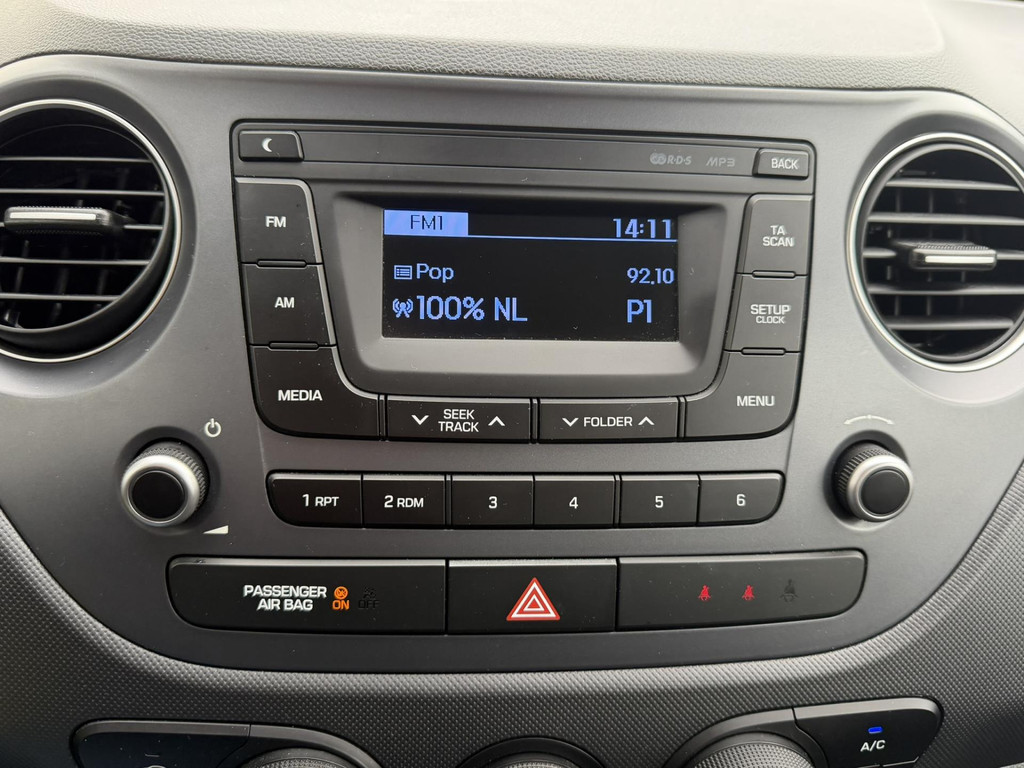 R·D·S MP3 BACK
FM1 14:11
FM
TA
SCAN
Pop 92.10
AM
100% NL P1
SETUP
CLOCK
MEDIA
SEEK
TRACK
FOLDER
MENU
1 RPT 2 RDM 3 4 5 6
PASSENGER
AIR BAG
ON OFF
A/C